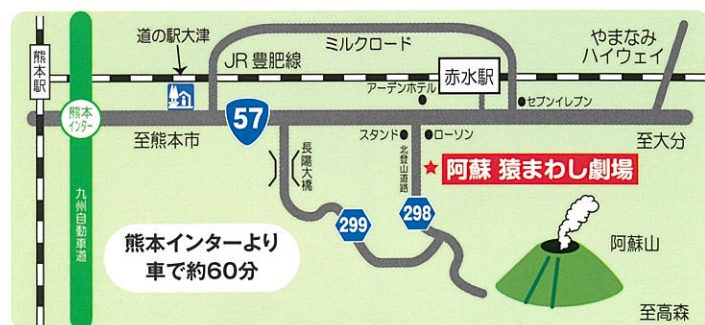 熊本駅
道の駅大津
JR 豊肥線
ミルクロード
赤水駅
やまなみ
ハイウェイ
アーデンホテル
セブンイレブン
熊本
インター
至熊本市
57
スタンド
ローソン
至大分
長陽大橋
北登山道路
阿蘇 猿まわし劇場
九州自動車道
299
298
熊本インターより
車で約60分
阿蘇山
至高森